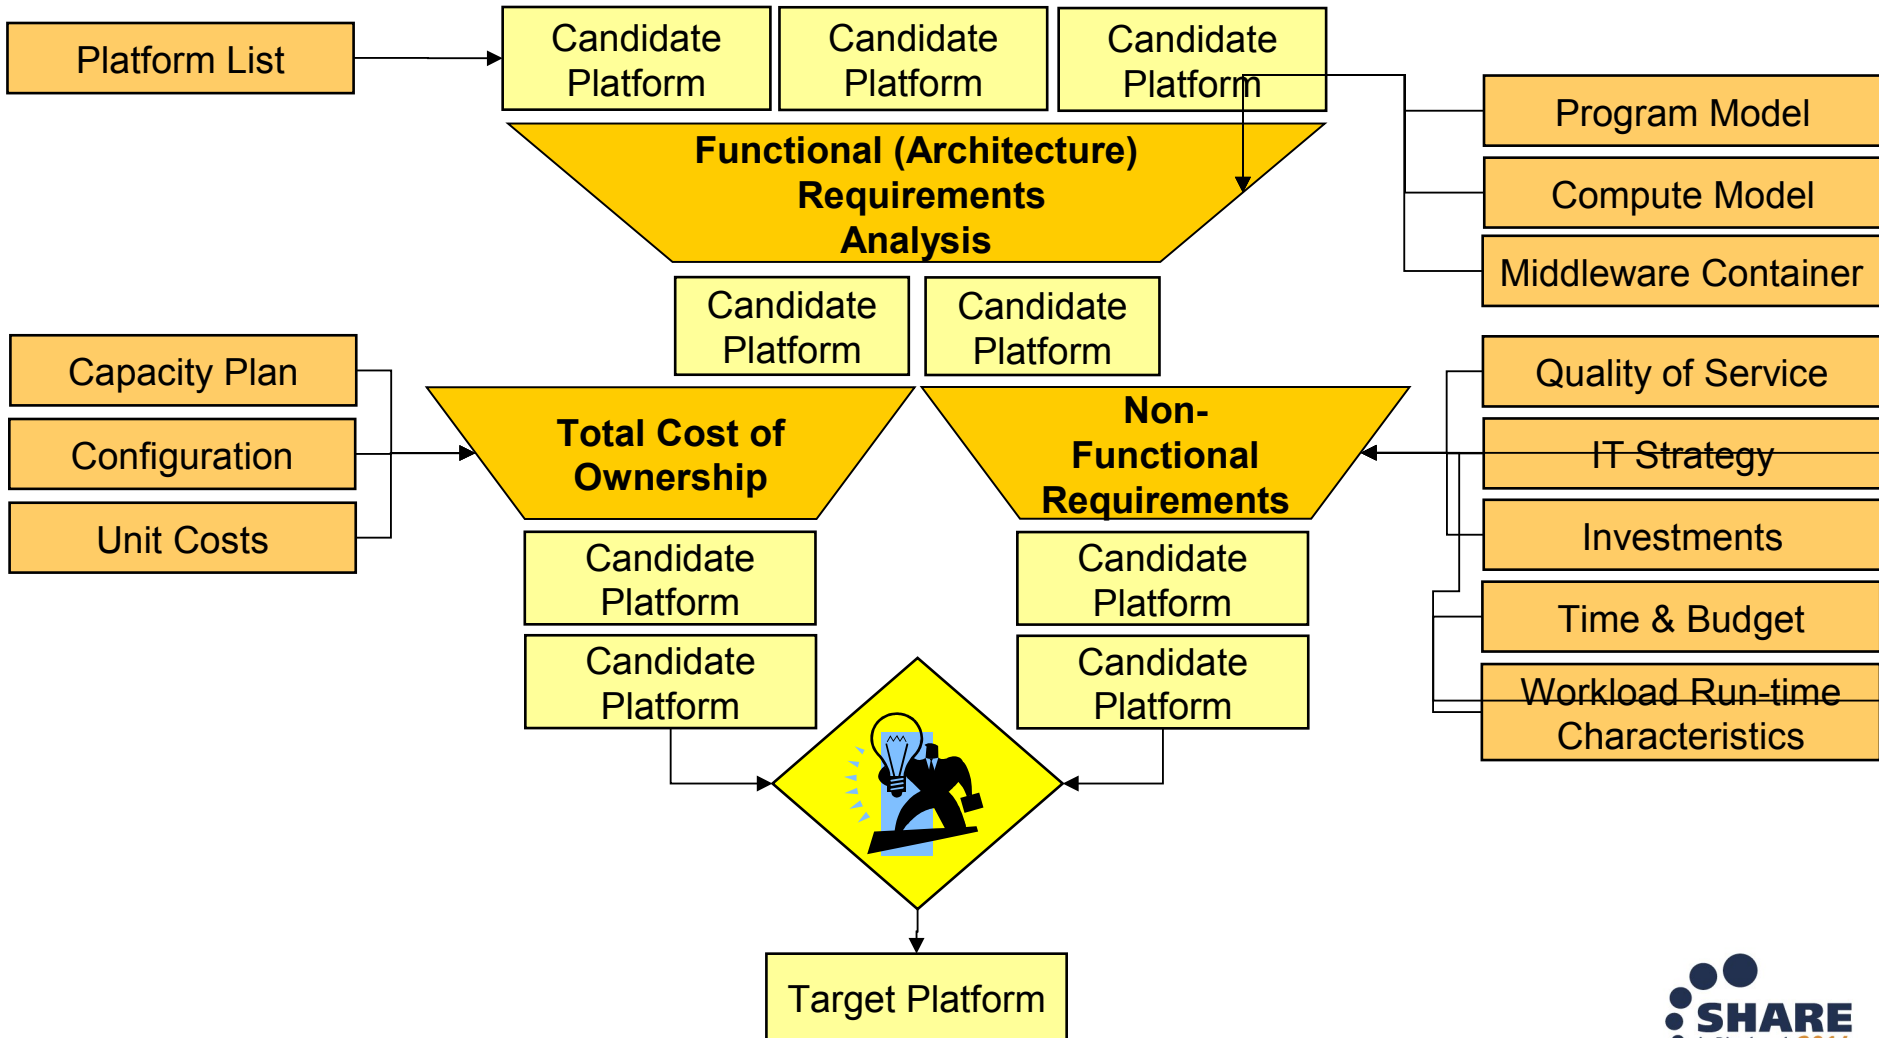 Platform List
Candidate
Platform
Candidate
Platform
Candidate
Platform
Program Model
Compute Model
Middleware Container
Functional (Architecture)
Requirements
Analysis
Candidate
Platform
Candidate
Platform
Capacity Plan
Configuration
Unit Costs
Total Cost of
Ownership
Non-
Functional
Requirements
Quality of Service
IT Strategy
Investments
Time & Budget
Workload Run-time
Characteristics
Candidate
Platform
Candidate
Platform
Candidate
Platform
Candidate
Platform
Target Platform
SHARE